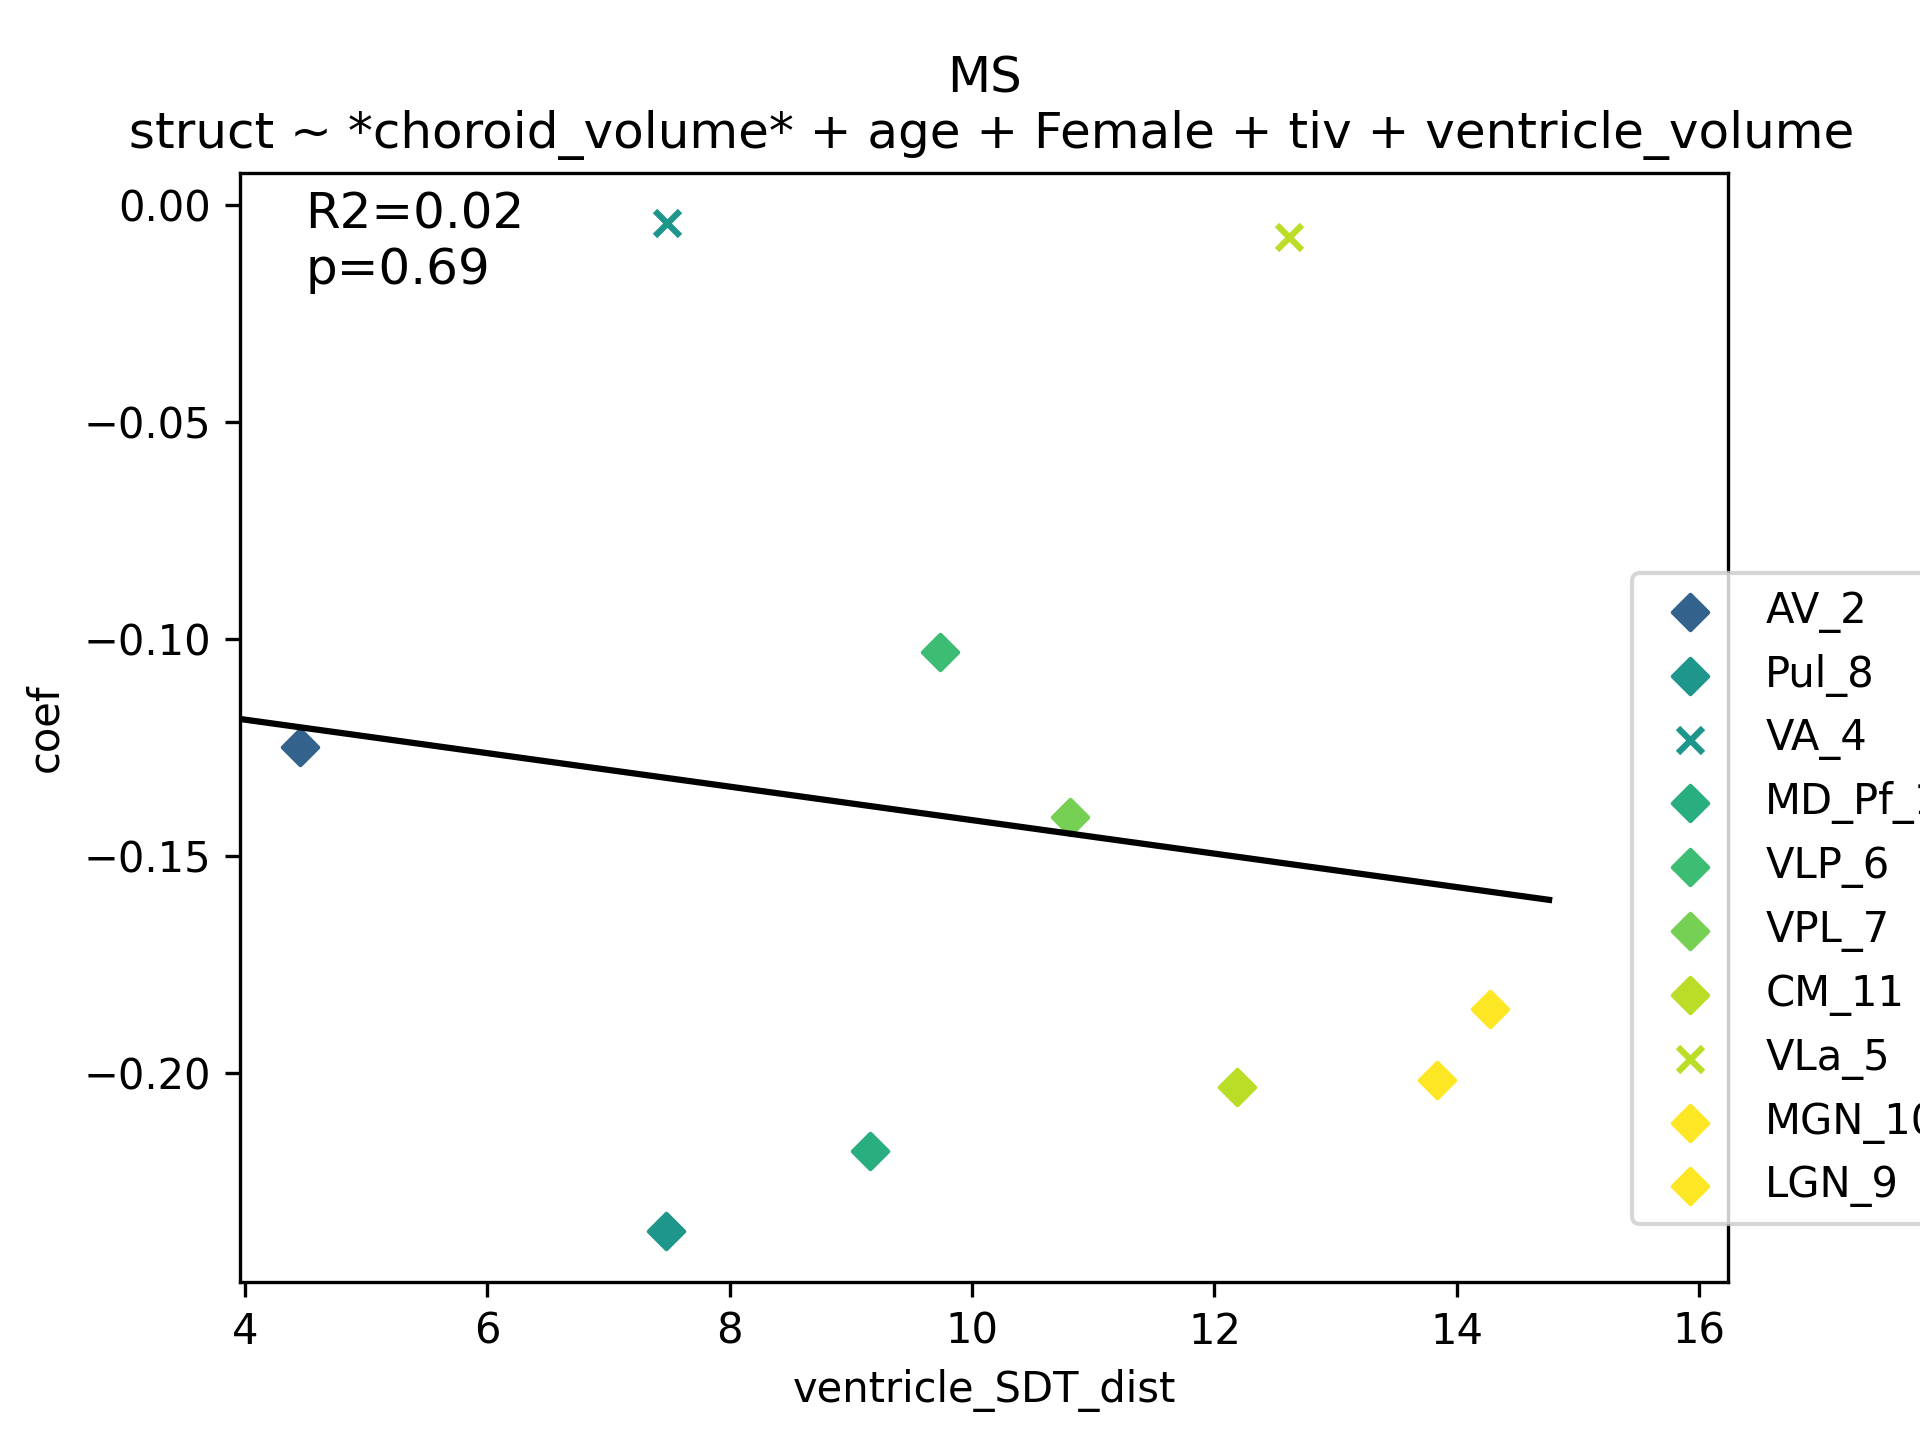 MS
struct ~ *choroid_volume* + age + Female + tiv + ventricle_volume
R2=0.02
p=0.69
0.00
−0.05
−0.10
−0.15
−0.20
coef
4 6 8 10 12 14 16
ventricle_SDT_dist
AV_2
Pul_8
VA_4
MD_Pf_
VLP_6
VPL_7
CM_11
VLa_5
MGN_10
LGN_9